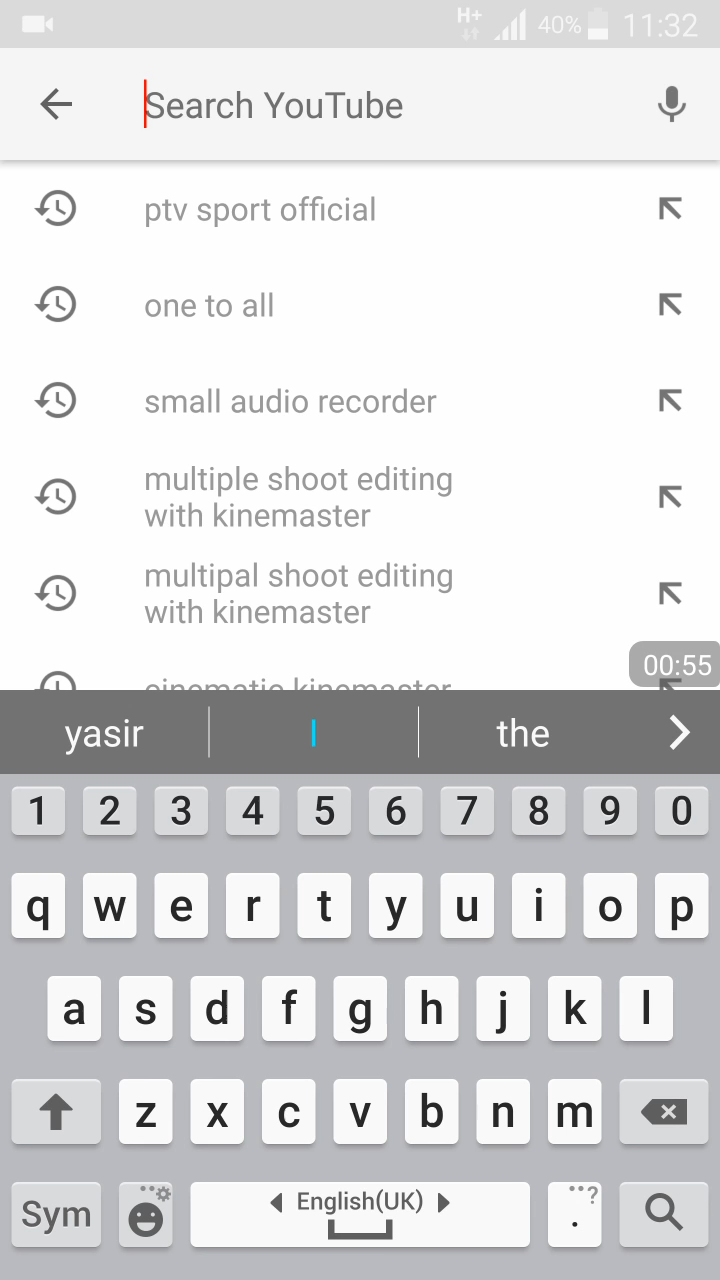 H+ 40% 11:32
Search YouTube
ptv sport official
one to all
small audio recorder
multiple shoot editing
with kinemaster
multipal shoot editing
with kinemaster
cinematic kinemaster
00:55
yasir I the
1 2 3 4 5 6 7 8 9 0
q w e r t y u i o p
a s d f g h j k l
z x c v b n m
Sym English(UK) . ?